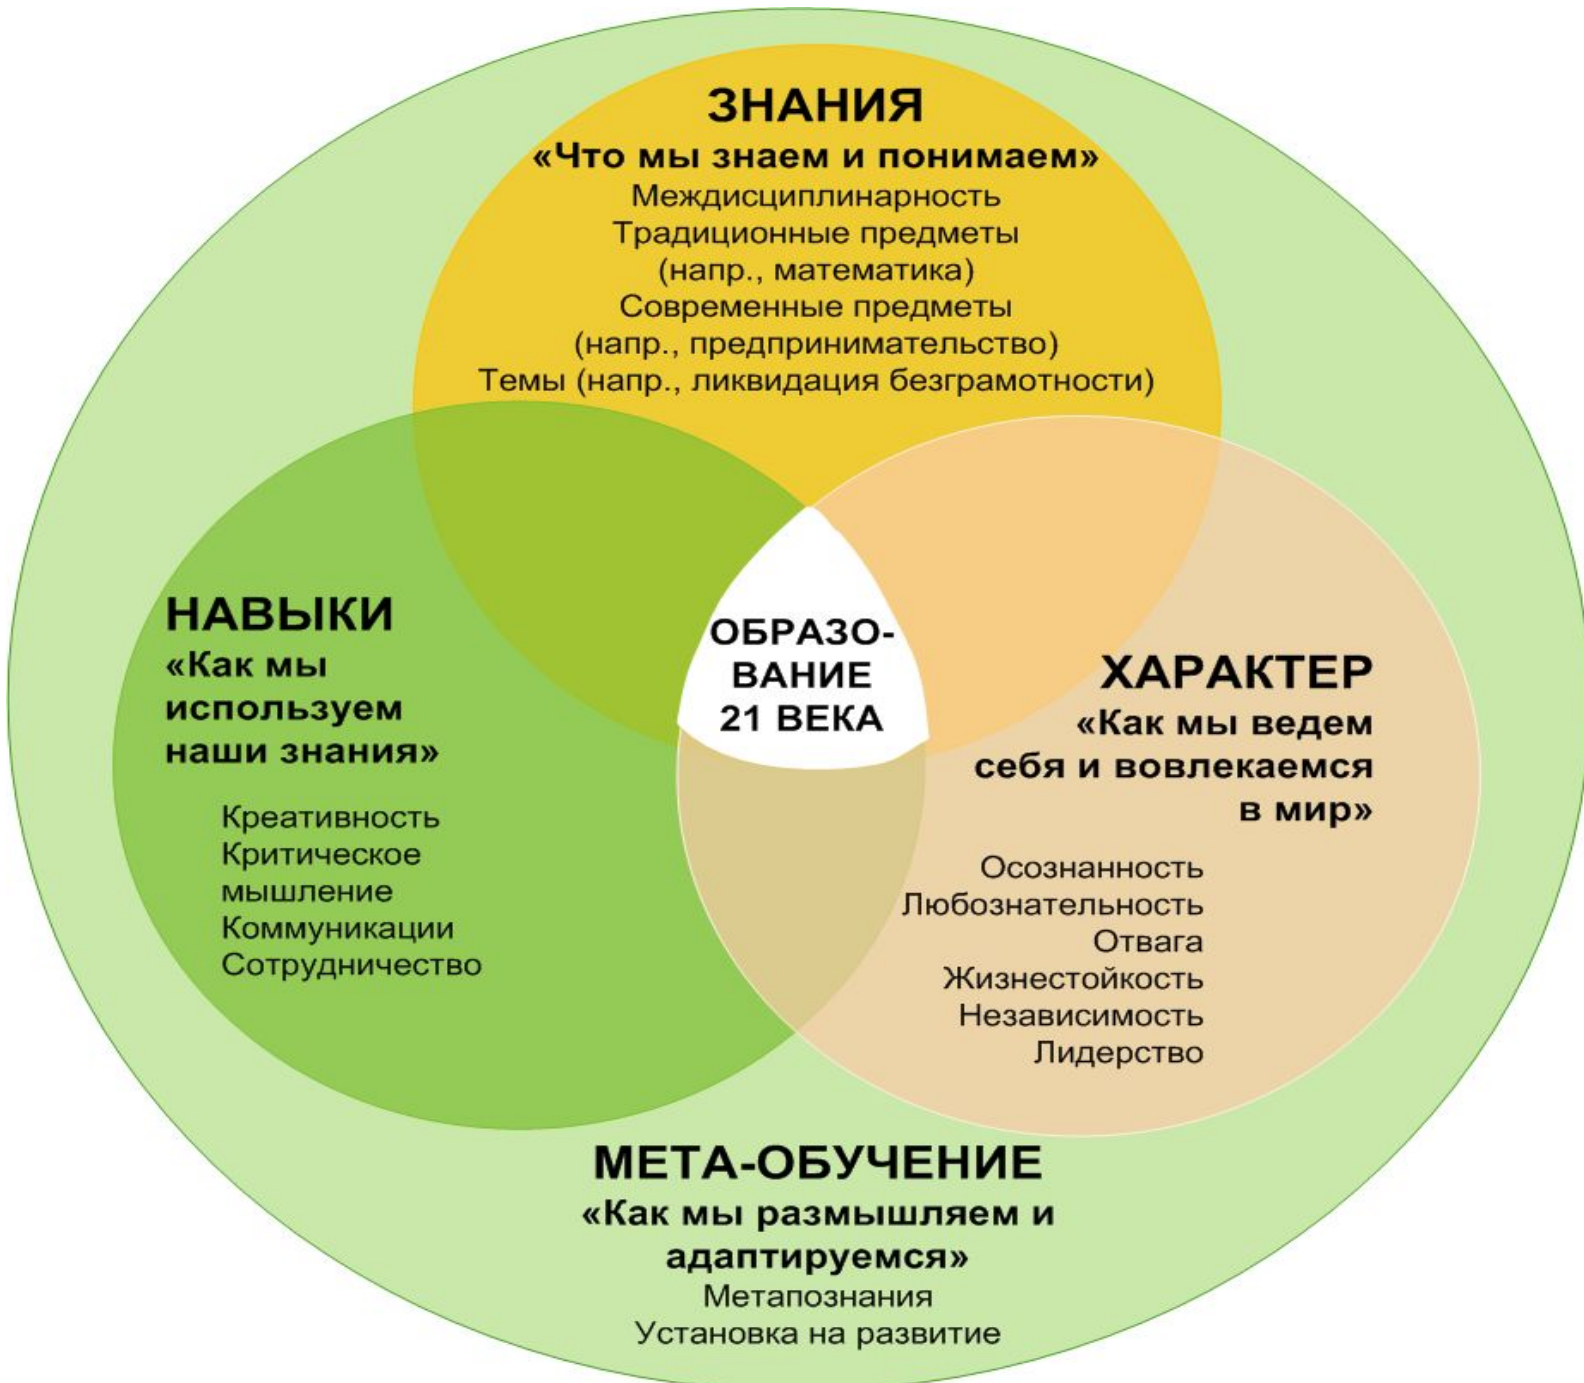 ЗНАНИЯ
«Что мы знаем и понимаем»
Междисциплинарность
Традиционные предметы
(напр., математика)
Современные предметы
(напр., предпринимательство)
Темы (напр., ликвидация безграмотности)
НАВЫКИ
«Как мы
используем
наши знания»
Креативность
Критическое
мышление
Коммуникации
Сотрудничество
ОБРАЗО-
ВАНИЕ
21 ВЕКА
ХАРАКТЕР
«Как мы ведем
себя и вовлекаемся
в мир»
Осознанность
Любознательность
Отвага
Жизнестойкость
Независимость
Лидерство
МЕТА-ОБУЧЕНИЕ
«Как мы размышляем и
адаптируемся»
Метапознания
Установка на развитие